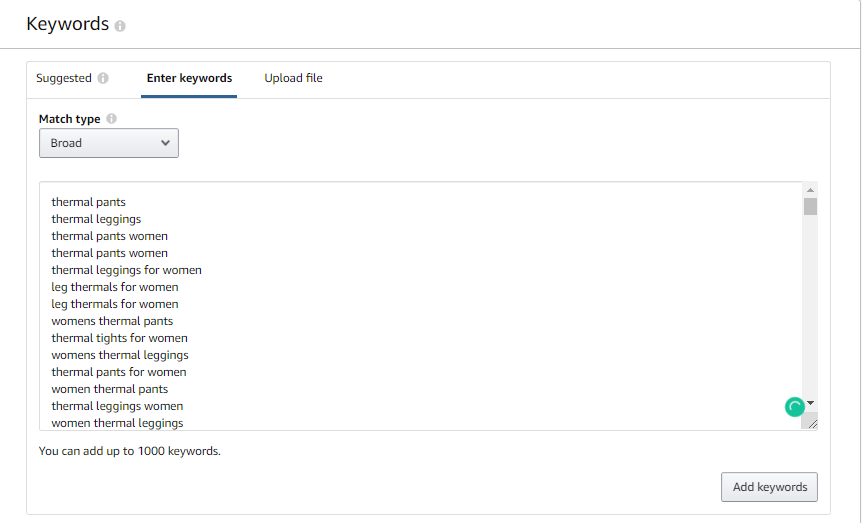 Keywords
Suggested Enter keywords Upload file
Match type
Broad
thermal pants
thermal leggings
thermal pants women
thermal pants women
thermal leggings for women
leg thermals for women
leg thermals for women
womens thermal pants
thermal tights for women
womens thermal leggings
thermal pants for women
women thermal pants
thermal leggings women
women thermal leggings
You can add up to 1000 keywords.
Add keywords